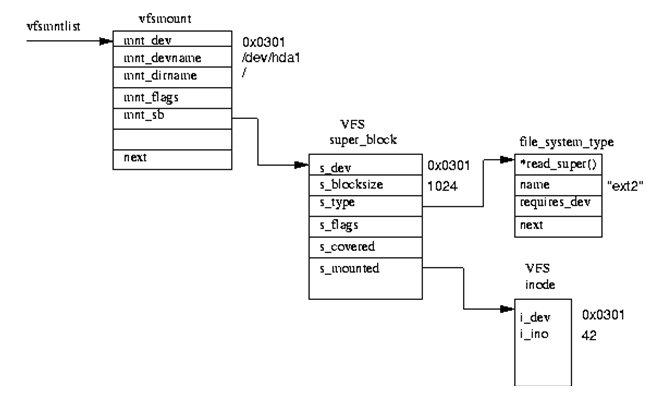 vfsmntlist
vfsmount
mnt_dev 0x0301
mnt_devname /dev/hda1
mnt_dirname /
mnt_flags
mnt_sb
next
VFS
super_block
s_dev 0x0301
s_blocksize 1024
s_type
s_flags
s_covered
s_mounted
file_system_type
*read_super()
name "ext2"
requires_dev
next
VFS
inode
i_dev 0x0301
i_ino 42